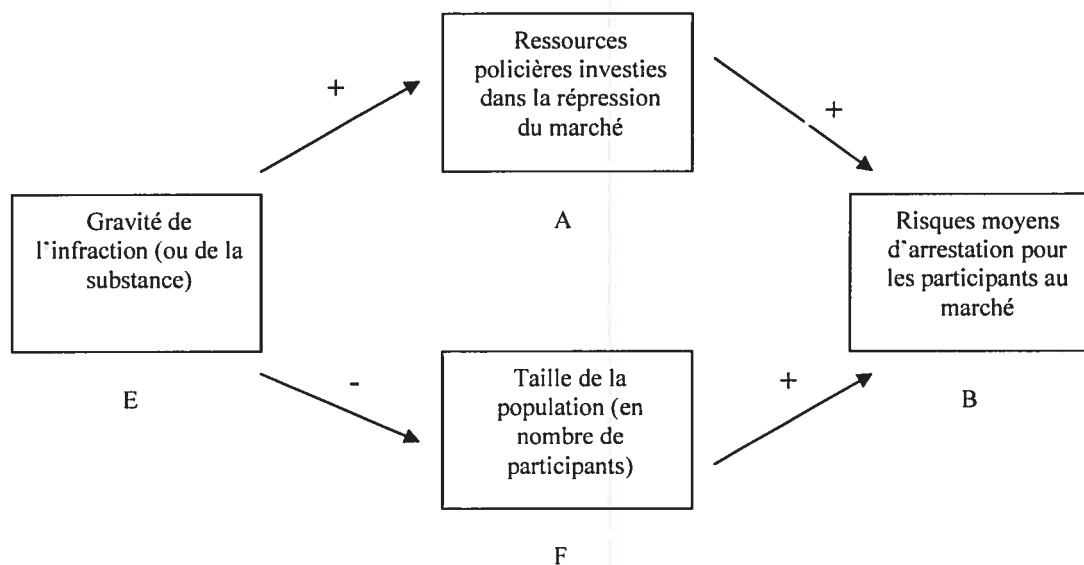 Ressources
policières investies
dans la répression
du marché
+
+
A
Gravité de
l'infraction (ou de la
substance)
E
Risques moyens
d'arrestation pour
les participants au
marché
B
-
Taille de la
population (en
nombre de
participants)
+
F